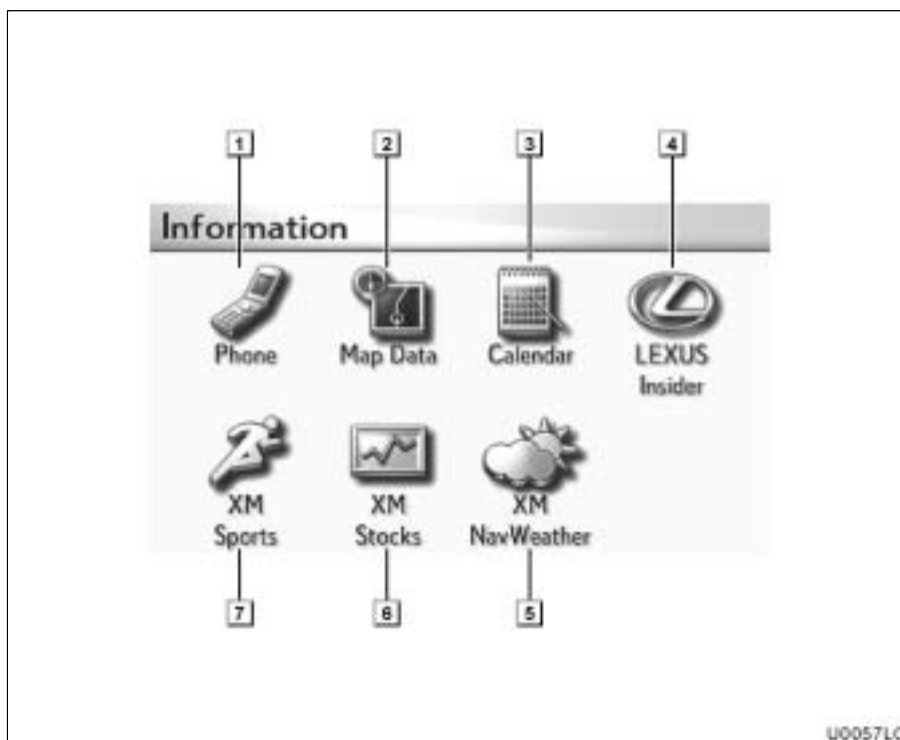 1 2 3 4
Information
Phone Map Data Calendar LEXUS
Insider
XM XM XM
Sports Stocks NavWeather
7 6 5
U0057LC